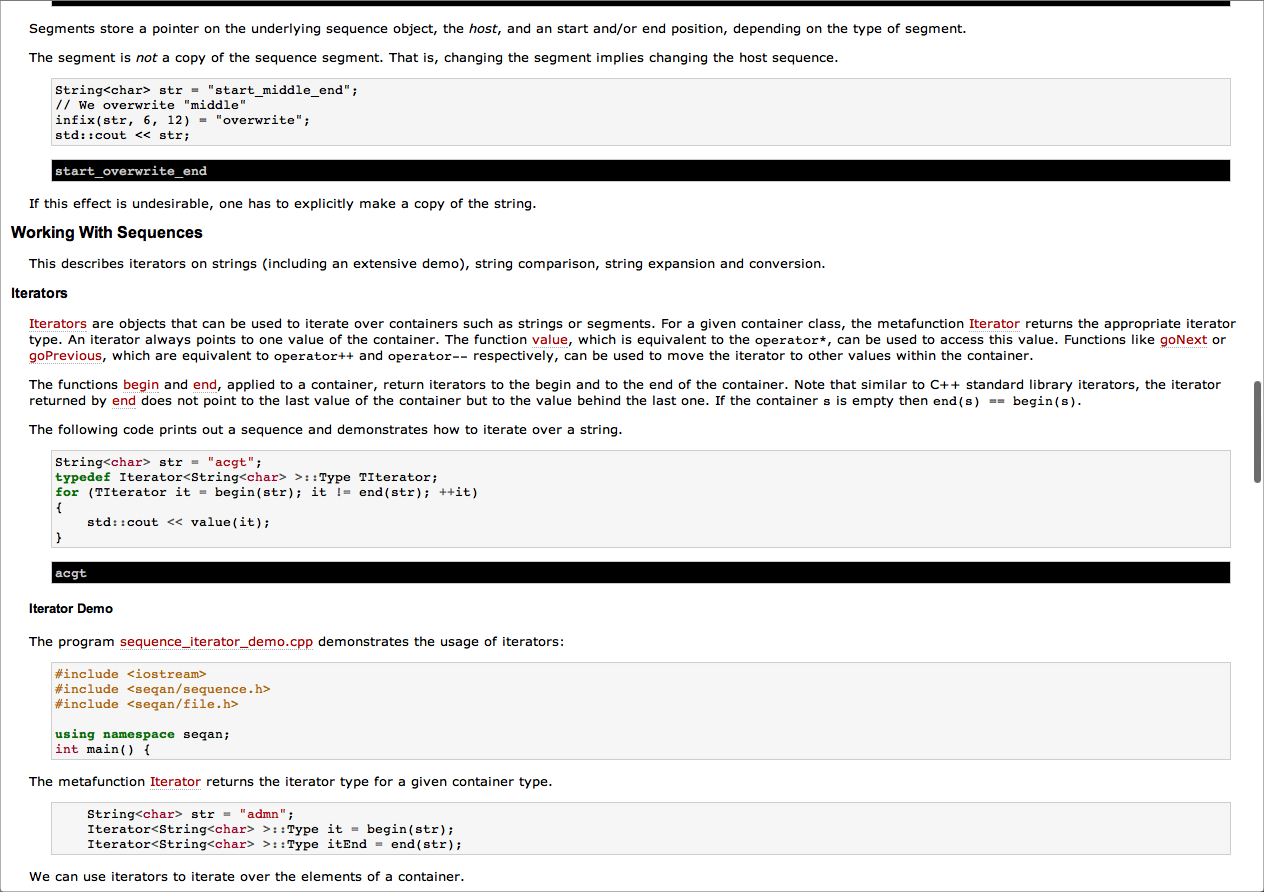 Segments store a pointer on the underlying sequence object, the host, and an start and/or end position, depending on the type of segment.
The segment is not a copy of the sequence segment. That is, changing the segment implies changing the host sequence.
String<char> str = "start_middle_end";
// We overwrite "middle"
infix(str, 6, 12) = "overwrite";
std::cout << str;
start_overwrite_end
If this effect is undesirable, one has to explicitly make a copy of the string.
Working With Sequences
This describes iterators on strings (including an extensive demo), string comparison, string expansion and conversion.
Iterators
Iterators are objects that can be used to iterate over containers such as strings or segments. For a given container class, the metafunction Iterator returns the appropriate iterator
type. An iterator always points to one value of the container. The function value, which is equivalent to the operator*, can be used to access this value. Functions like goNext or
goPrevious, which are equivalent to operator++ and operator-- respectively, can be used to move the iterator to other values within the container.
The functions begin and end, applied to a container, return iterators to the begin and to the end of the container. Note that similar to C++ standard library iterators, the iterator
returned by end does not point to the last value of the container but to the value behind the last one. If the container s is empty then end(s) == begin(s).
The following code prints out a sequence and demonstrates how to iterate over a string.
String<char> str = "acgt";
typedef Iterator<String<char> >::Type TIterator;
for (TIterator it = begin(str); it != end(str); ++it)
{
    std::cout << value(it);
}
acgt
Iterator Demo
The program sequence_iterator_demo.cpp demonstrates the usage of iterators:
#include <iostream>
#include <seqan/sequence.h>
#include <seqan/file.h>
using namespace seqan;
int main() {
The metafunction Iterator returns the iterator type for a given container type.
    String<char> str = "admn";
    Iterator<String<char> >::Type it = begin(str);
    Iterator<String<char> >::Type itEnd = end(str);
We can use iterators to iterate over the elements of a container.